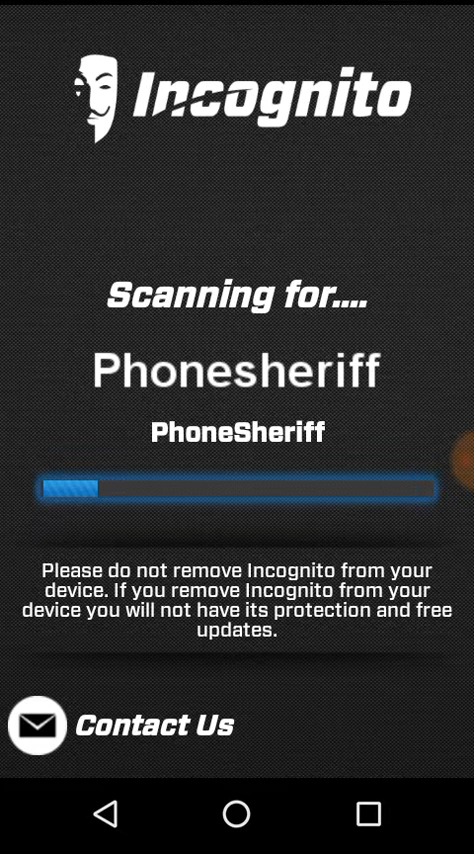 Incognito
Scanning for....
Phonesheriff
PhoneSheriff
Please do not remove Incognito from your
device. If you remove Incognito from your
device you will not have its protection and free
updates.
Contact Us